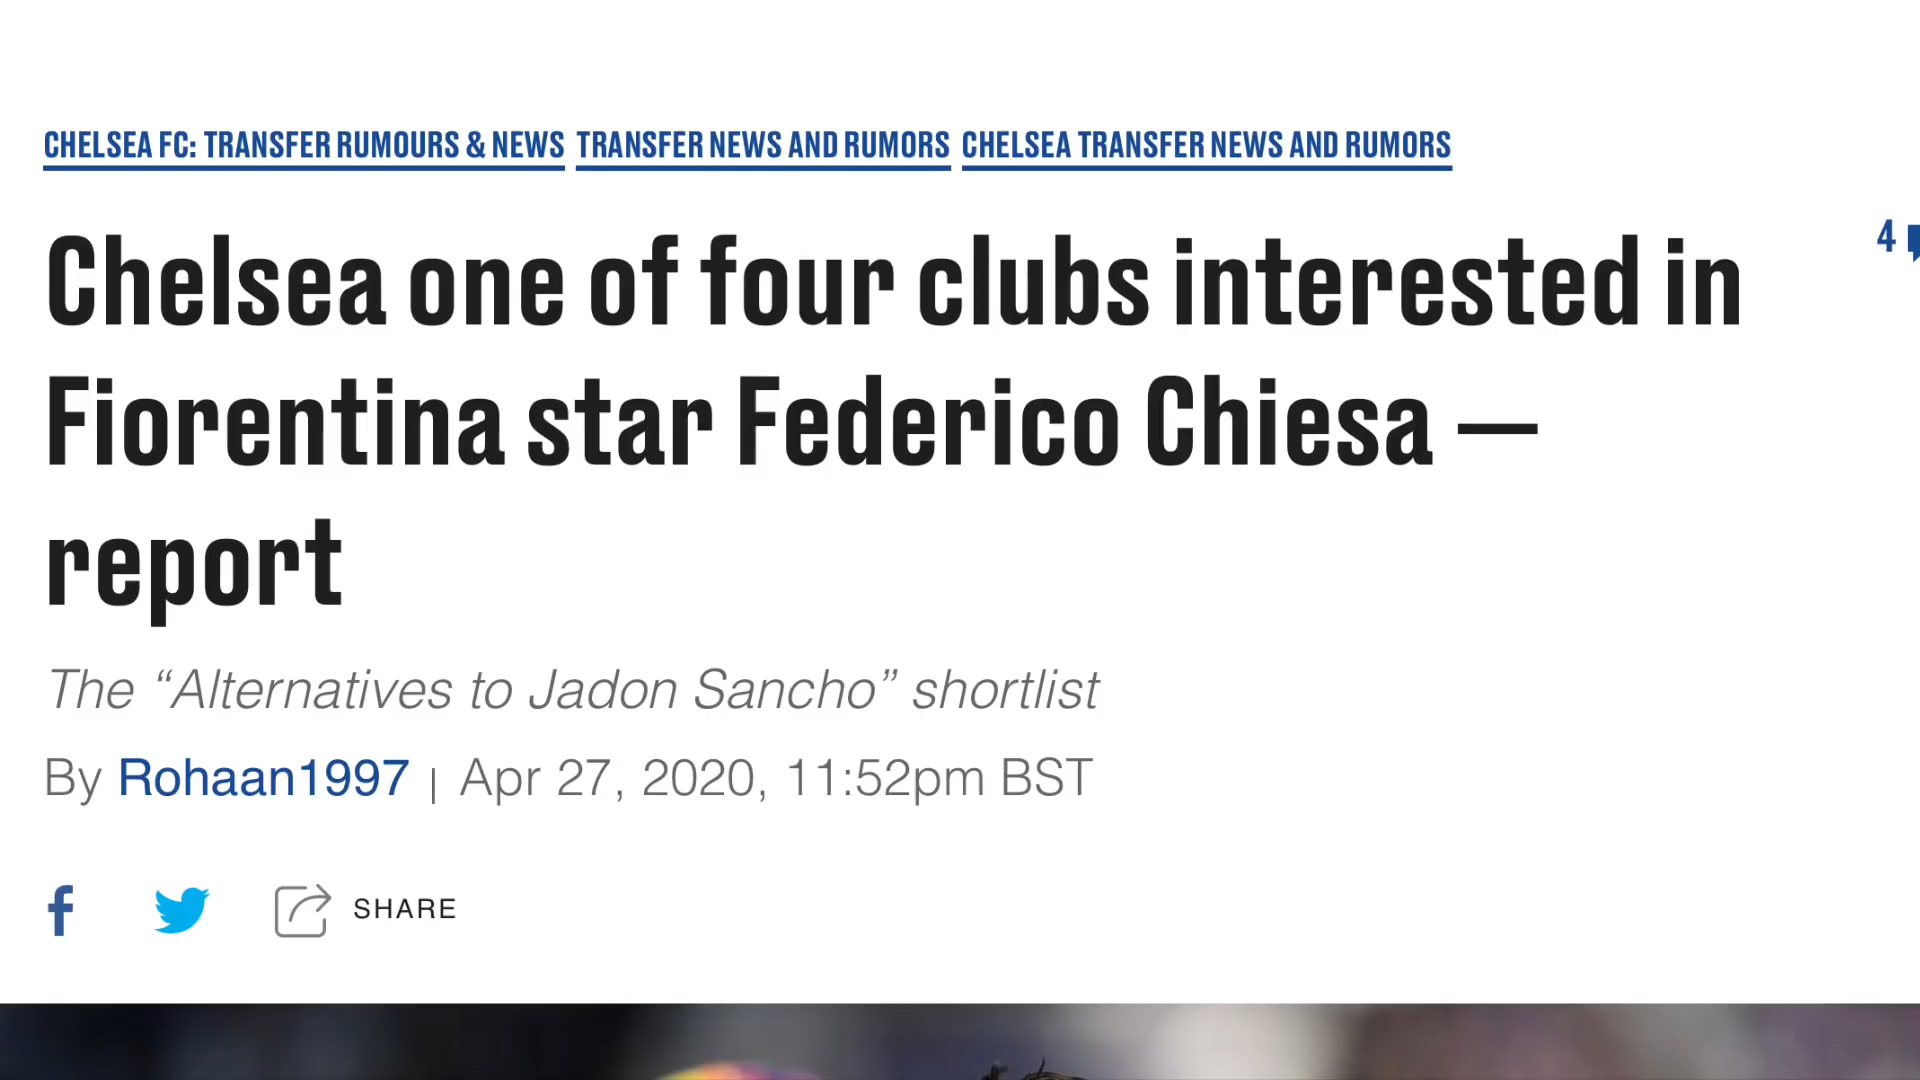 CHELSEA FC: TRANSFER RUMOURS & NEWS TRANSFER NEWS AND RUMORS CHELSEA TRANSFER NEWS AND RUMORS
4
Chelsea one of four clubs interested in
Fiorentina star Federico Chiesa —
report
The “Alternatives to Jadon Sancho” shortlist
By Rohaan1997 | Apr 27, 2020, 11:52pm BST
SHARE